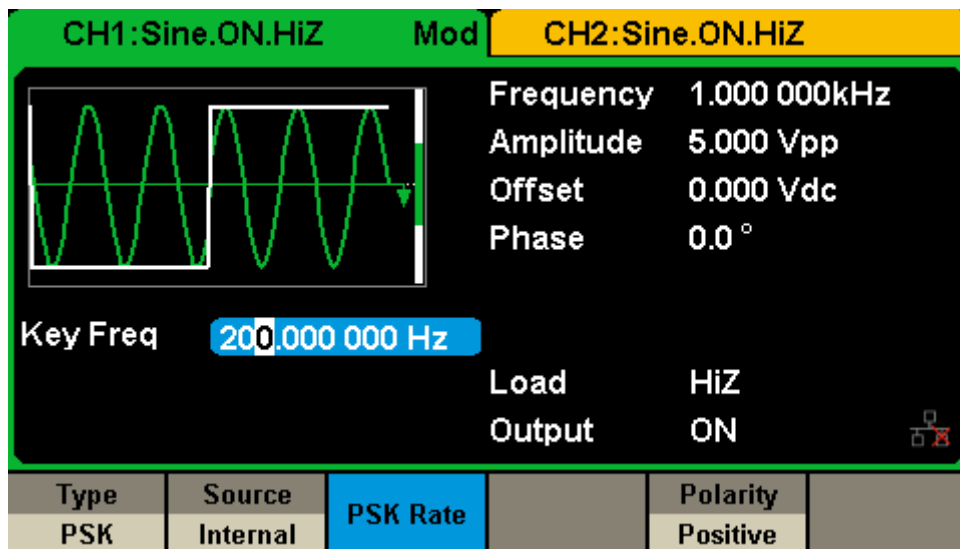 CH1:Sine.ON.HiZ Mod CH2:Sine.ON.HiZ
Frequency 1.000 000kHz
Amplitude 5.000 Vpp
Offset 0.000 Vdc
Phase 0.0 °
Key Freq 200.000 000 Hz
Load HiZ
Output ON
Type Source PSK Rate Polarity
PSK Internal Positive